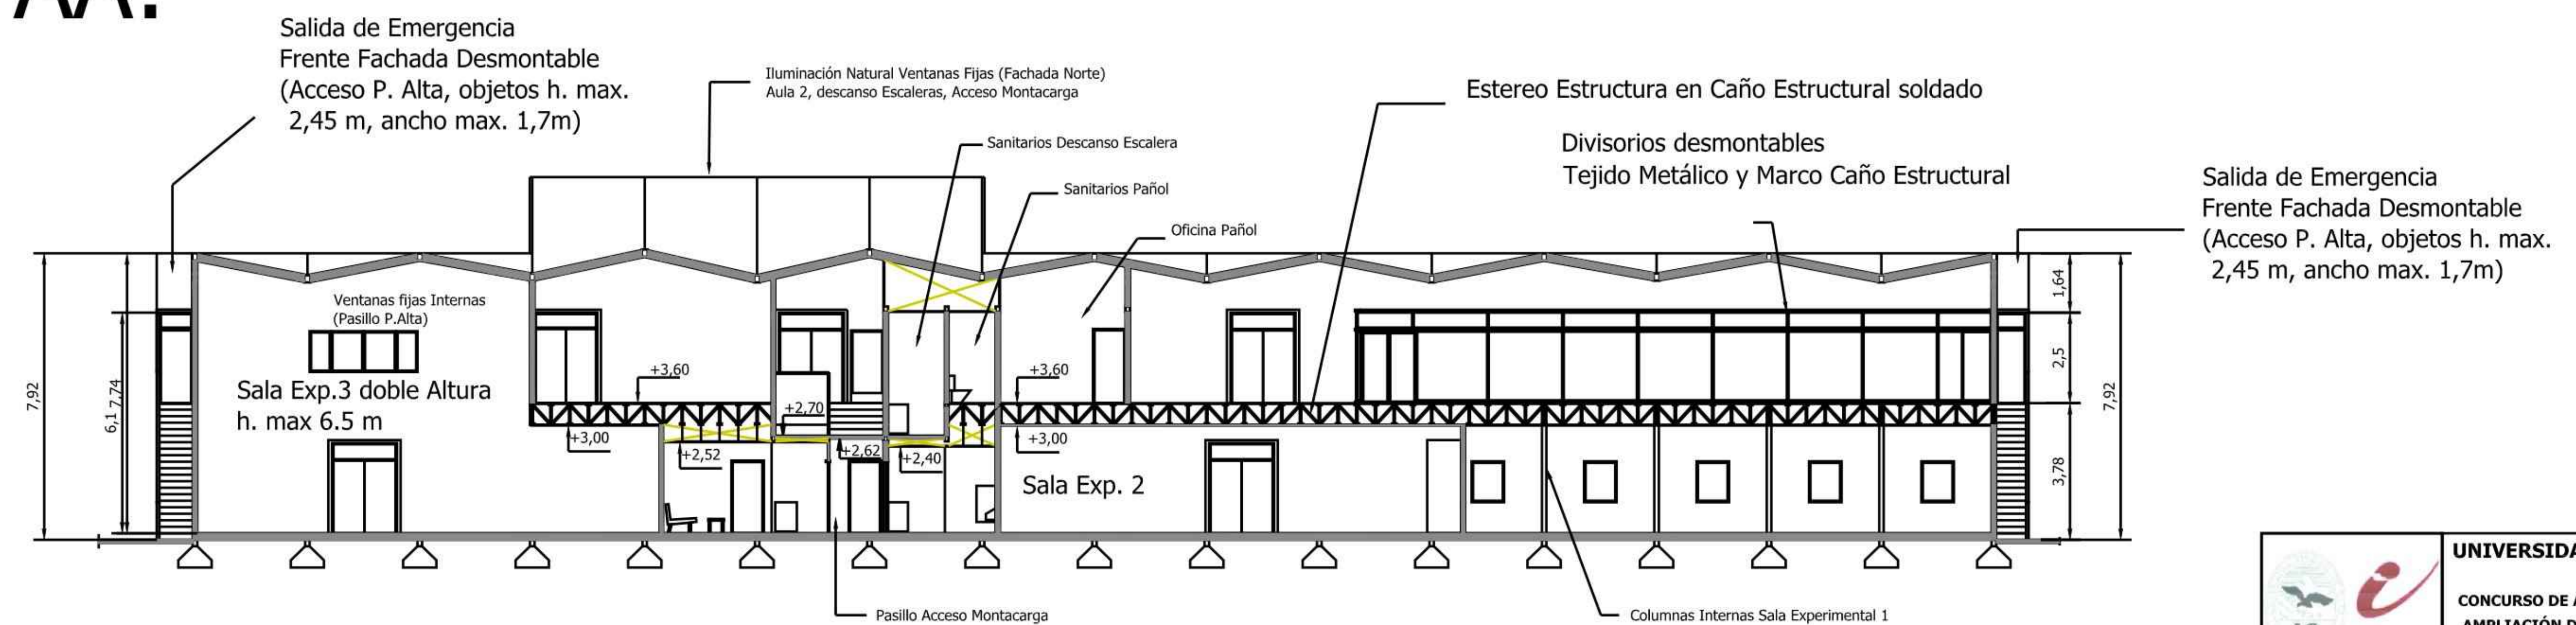 Salida de Emergencia
Frente Fachada Desmontable
(Acceso P. Alta, objetos h. max.
2,45 m, ancho max. 1,7m)
Iluminación Natural Ventanas Fijas (Fachada Norte)
Aula 2, descanso Escaleras, Acceso Montacarga
Sanitarios Descanso Escalera
Sanitarios Pañol
Oficina Pañol
Estereo Estructura en Caño Estructural soldado
Divisorios desmontables
Tejido Metálico y Marco Caño Estructural
Salida de Emergencia
Frente Fachada Desmontable
(Acceso P. Alta, objetos h. max.
2,45 m, ancho max. 1,7m)
Ventanas fijas Internas
(Pasillo P.Alta)
Sala Exp.3 doble Altura
h. max 6.5 m
7,92
6,1
7,74
+3,60
+3,00
+2,70
+2,52
+2,62
+2,40
+3,60
+3,00
Sala Exp. 2
1,64
2,5
3,78
7,92
Pasillo Acceso Montacarga
Columnas Internas Sala Experimental 1
UNIVERSIDA
CONCURSO DE